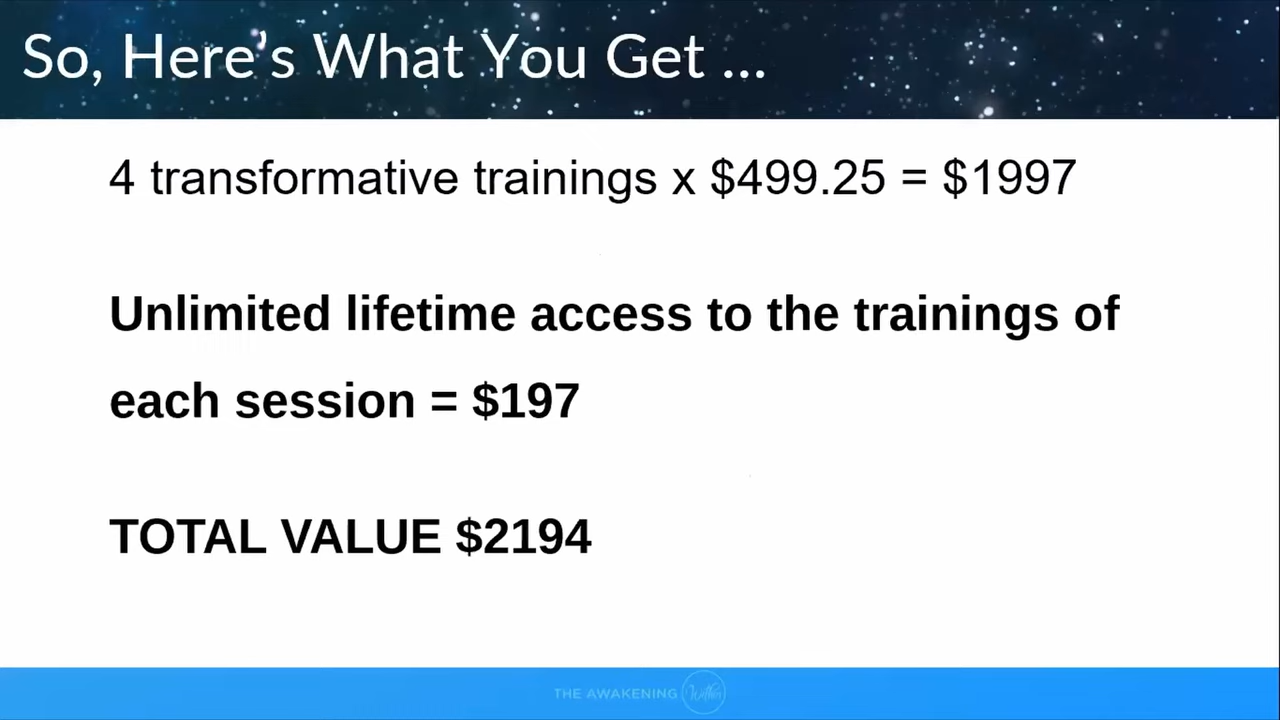 So, Here's What You Get ...
4 transformative trainings x $499.25 = $1997
Unlimited lifetime access to the trainings of
each session = $197
TOTAL VALUE $2194
THE AWAKENING Within